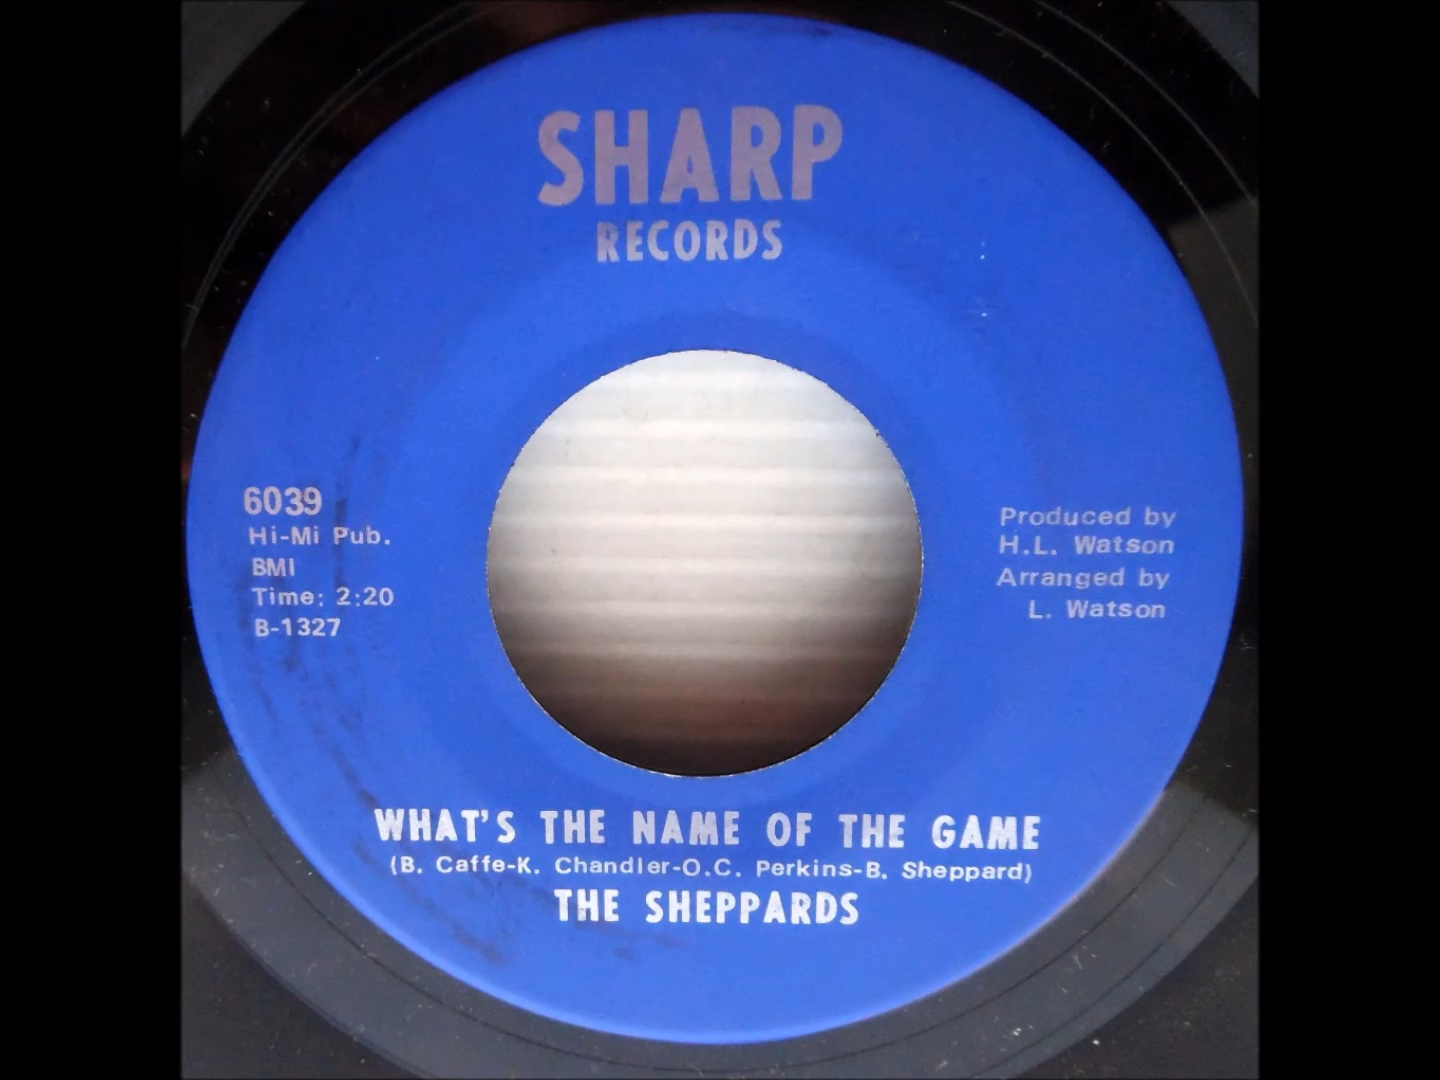 SHARP
RECORDS
6039
Hi-Mi Pub.
BMI
Time: 2:20
B-1327
Produced by
H.L. Watson
Arranged by
L. Watson
WHAT'S THE NAME OF THE GAME
(B. Caffe-K. Chandler-O.C. Perkins-B. Sheppard)
THE SHEPPARDS